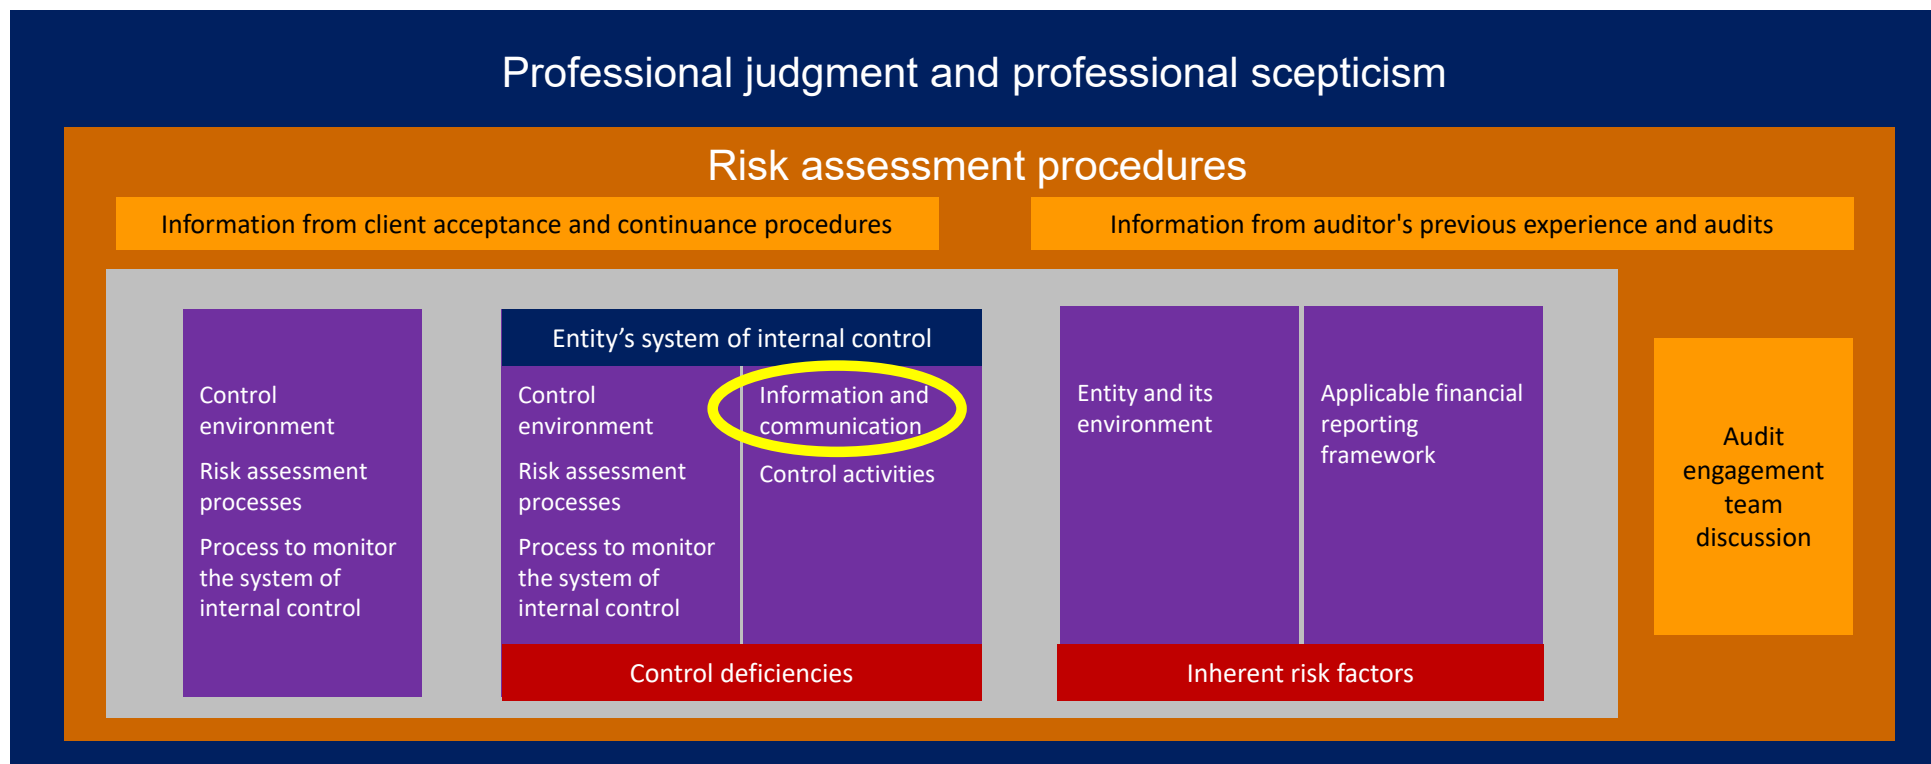 Professional judgment and professional scepticism
Risk assessment procedures
Information from client acceptance and continuance procedures
Information from auditor's previous experience and audits
Control
environment
Risk assessment
processes
Process to monitor
the system of
internal control
Entity’s system of internal control
Control
environment
Risk assessment
processes
Process to monitor
the system of
internal control
Information and
communication
Control activities
Control deficiencies
Entity and its
environment
Applicable financial
reporting
framework
Inherent risk factors
Audit
engagement
team
discussion